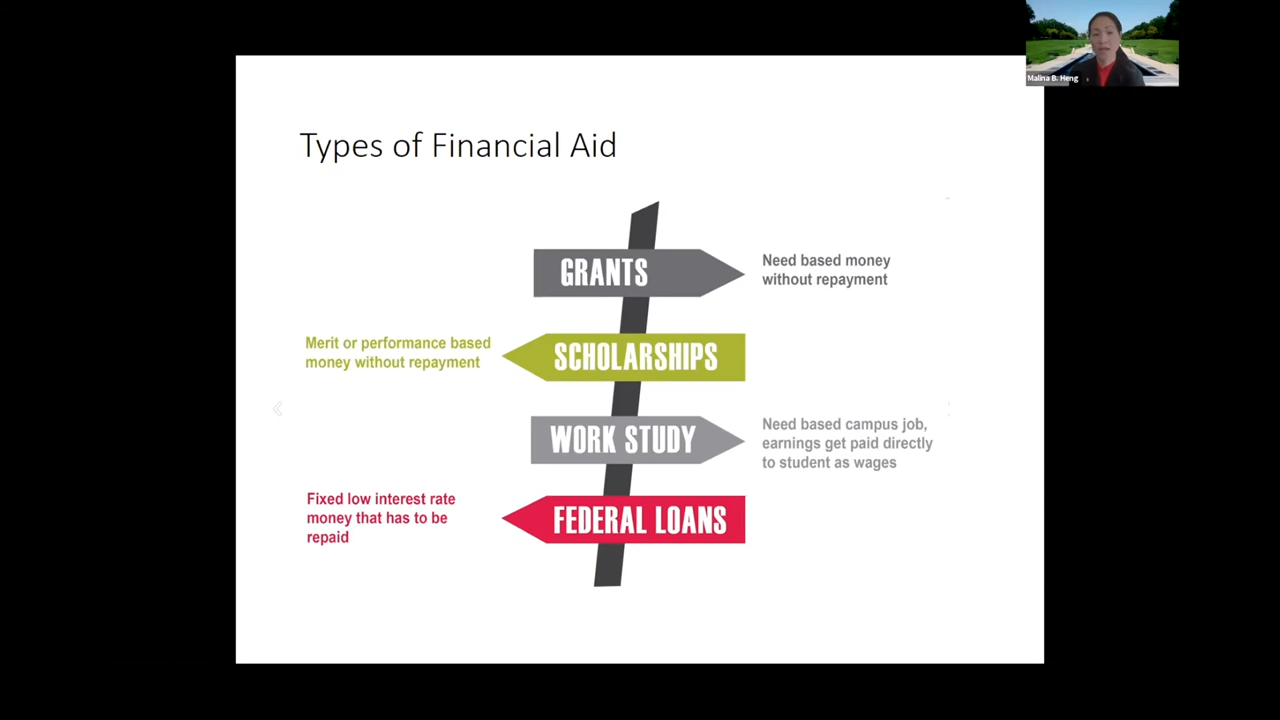 Malina B. Heng
Types of Financial Aid
GRANTS
Need based money
without repayment
Merit or performance based
money without repayment
SCHOLARSHIPS
WORK STUDY
Need based campus job,
earnings get paid directly
to student as wages
Fixed low interest rate
money that has to be
repaid
FEDERAL LOANS